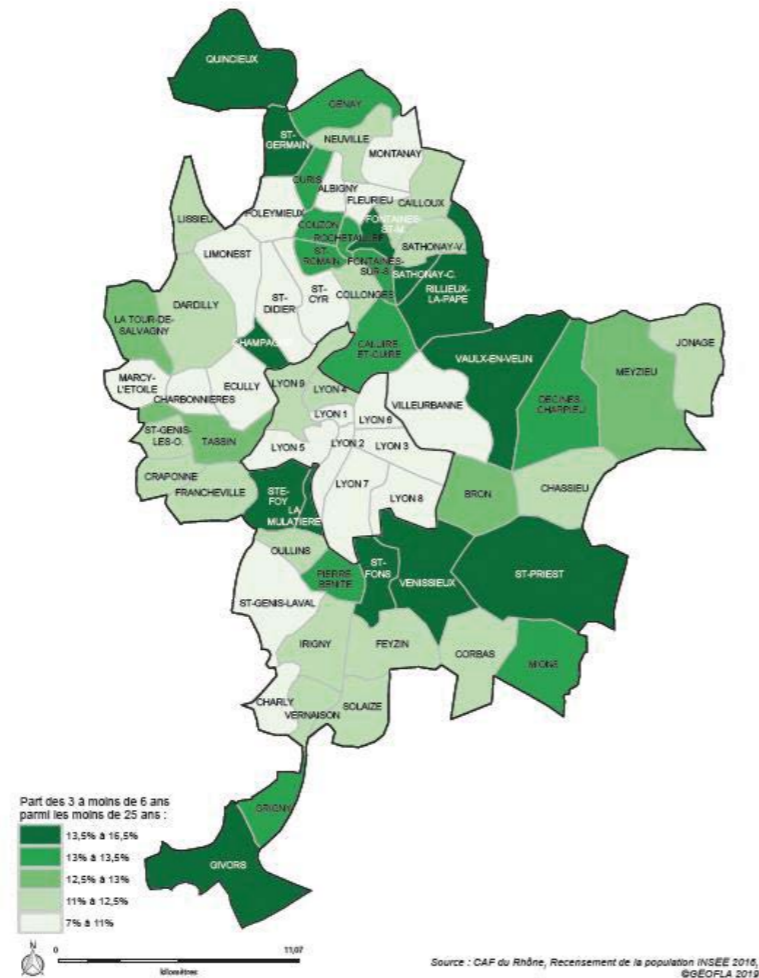 QUINCIEUX
GENAY
ST-
GERMAIN
NEUVILLE
MONTANAY
CURIS
ALBIGNY
FLEURIEU
CAILLOUX
LISSIEU
POLEYMIEUX
FONTAINES-
ST-M.
COUZON
ROCHETAILLEE
SATHONAY-V.
LIMONEST
ST-
ROMAIN
FONTAINES-
SUR-S.
SATHONAY-C.
RILLIEUX-
LA-PAPE
ST-
CYR
COLLONGES
DARDILLY
ST-
DIDIER
LA TOUR-DE-
SALVAGNY
CHAMPAGNE
CALUIRE-
ET-CUIRE
VAULX-EN-VELIN
JONAGE
MEYZIEU
MARCY-
L'ETOILE
ECULLY
CHARBONNIERES
LYON 9
LYON 4
VILLEURBANNE
DECINES-
CHARPIEU
LYON 1
LYON 6
ST-GENIS-
LES-O.
TASSIN
LYON 5
LYON 2
LYON 3
CRAPONNE
FRANCHEVILLE
STE-
FOY
LA
MULATIERE
LYON 7
LYON 8
BRON
CHASSIEU
OULLINS
PIERRE-
BENITE
ST-
FONS
VENISSIEUX
ST-PRIEST
ST-GENIS-LAVAL
IRIGNY
FEYZIN
CORBAS
MIONS
CHARLY
VERNAISON
SOLAIZE
GRIGNY
GIVORS
Part des 3 à moins de 6 ans
parmi les moins de 25 ans :
13,5% à 16,5%
13% à 13,5%
12,5% à 13%
11% à 12,5%
7% à 11%
N
0
11,07
kilomètres
Source : CAF du Rhône, Recensement de la population INSEE 2016,
©GEOFLA 2019